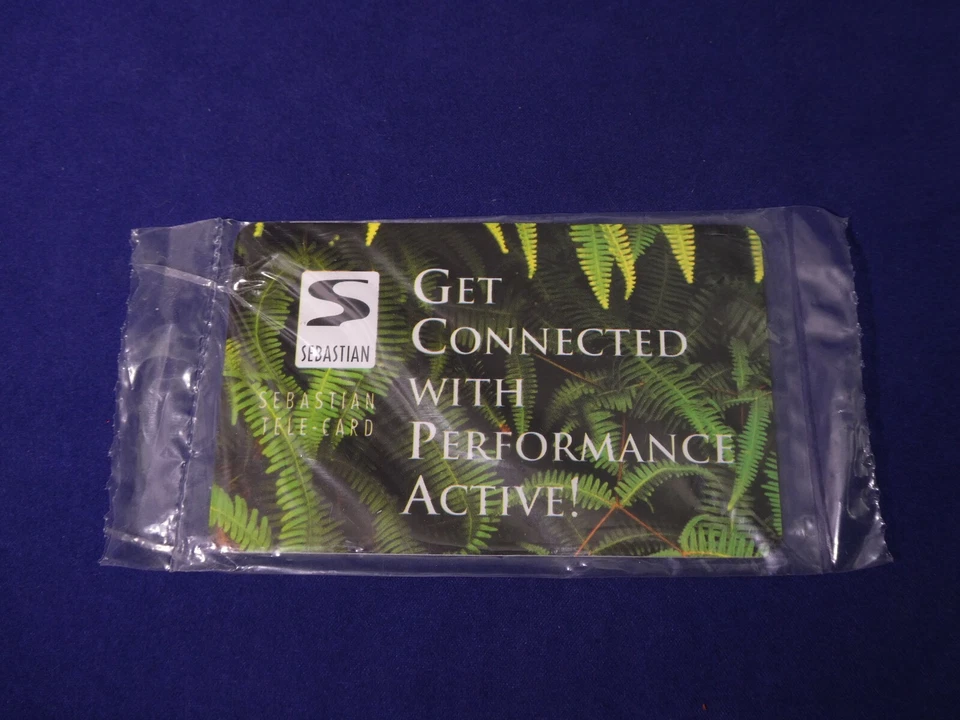 SEBASTIAN
SEBASTIAN
TELE-CARD
GET
CONNECTED
WITH
PERFORMANCE
ACTIVE!